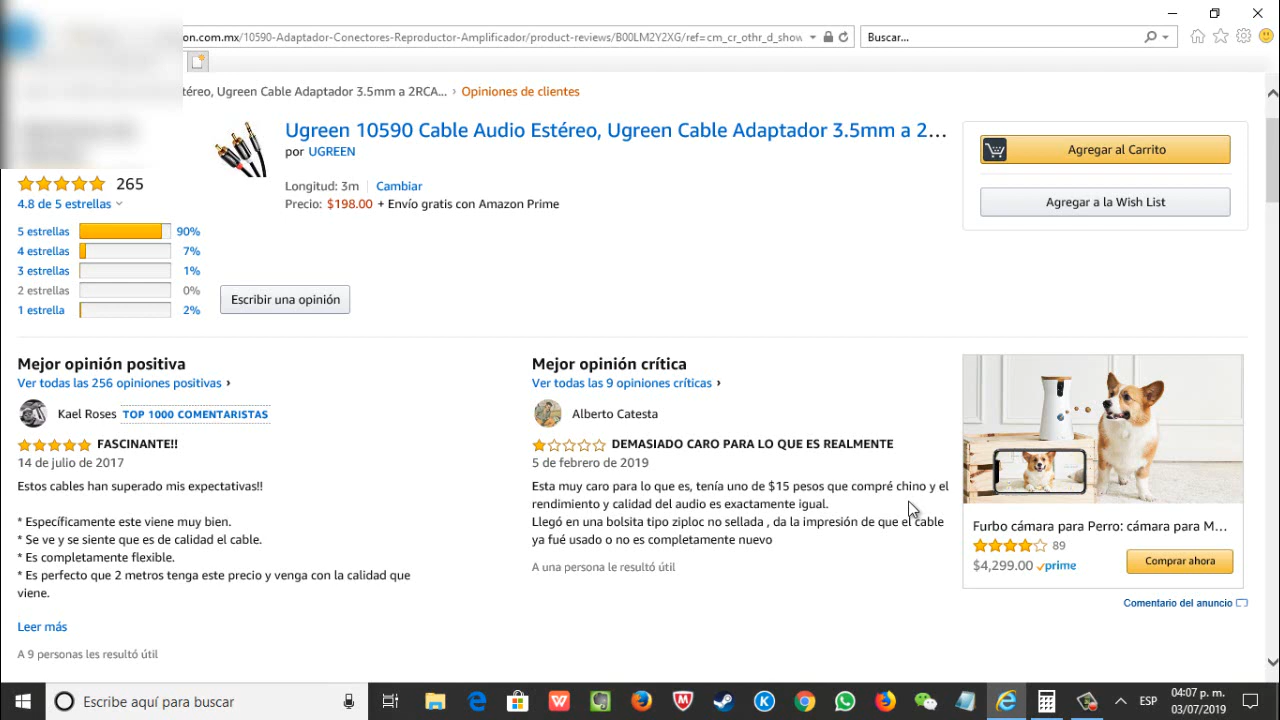 on.com.mx/10590-Adaptador-Conectores-Reproductor-Amplificador/product-reviews/B00LM2Y2XG/ref=cm_cr_othr_d_show
Buscar...
téreo, Ugreen Cable Adaptador 3.5mm a 2RCA... › Opiniones de clientes
Ugreen 10590 Cable Audio Estéreo, Ugreen Cable Adaptador 3.5mm a 2...
por UGREEN
Longitud: 3m Cambiar
Precio: $198.00 + Envío gratis con Amazon Prime
Agregar al Carrito
Agregar a la Wish List
265
4.8 de 5 estrellas
5 estrellas 90%
4 estrellas 7%
3 estrellas 1%
2 estrellas 0%
1 estrella 2%
Escribir una opinión
Mejor opinión positiva
Ver todas las 256 opiniones positivas ›
Kael Roses TOP 1000 COMENTARISTAS
FASCINANTE!!
14 de julio de 2017
Estos cables han superado mis expectativas!!
* Específicamente este viene muy bien.
* Se ve y se siente que es de calidad el cable.
* Es completamente flexible.
* Es perfecto que 2 metros tenga este precio y venga con la calidad que
viene.
Leer más
A 9 personas les resultó útil
Mejor opinión crítica
Ver todas las 9 opiniones críticas ›
Alberto Catesta
DEMASIADO CARO PARA LO QUE ES REALMENTE
5 de febrero de 2019
Esta muy caro para lo que es, tenía uno de $15 pesos que compré chino y el
rendimiento y calidad del audio es exactamente igual.
Llegó en una bolsita tipo ziploc no sellada , da la impresión de que el cable
ya fué usado o no es completamente nuevo
A una persona le resultó útil
Furbo cámara para Perro: cámara para M...
89
$4,299.00 prime
Comprar ahora
Comentario del anuncio
Escribe aquí para buscar
ESP
04:07 p. m.
03/07/2019